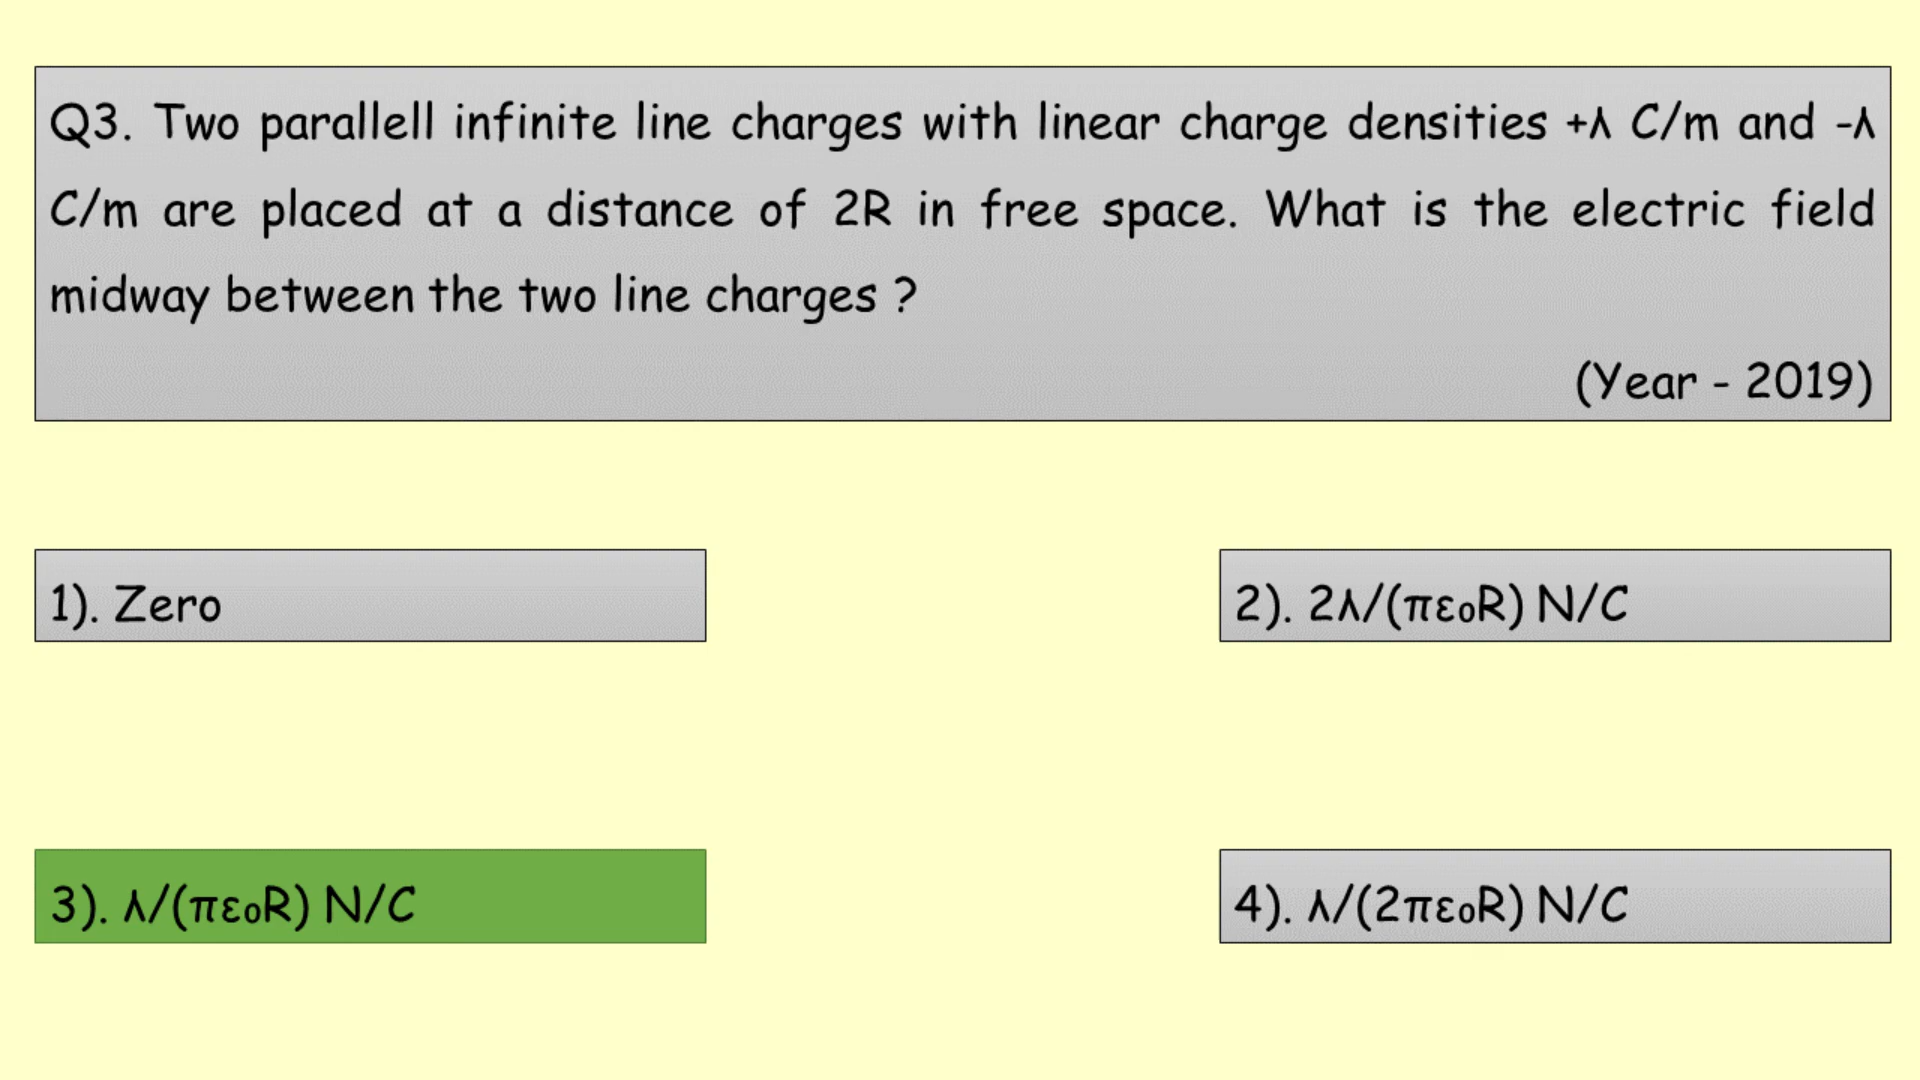 Q3. Two parallell infinite line charges with linear charge densities +λ C/m and -λ
C/m are placed at a distance of 2R in free space. What is the electric field
midway between the two line charges ?
(Year - 2019)
1). Zero
2). 2λ/(πε₀R) N/C
3). λ/(πε₀R) N/C
4). λ/(2πε₀R) N/C